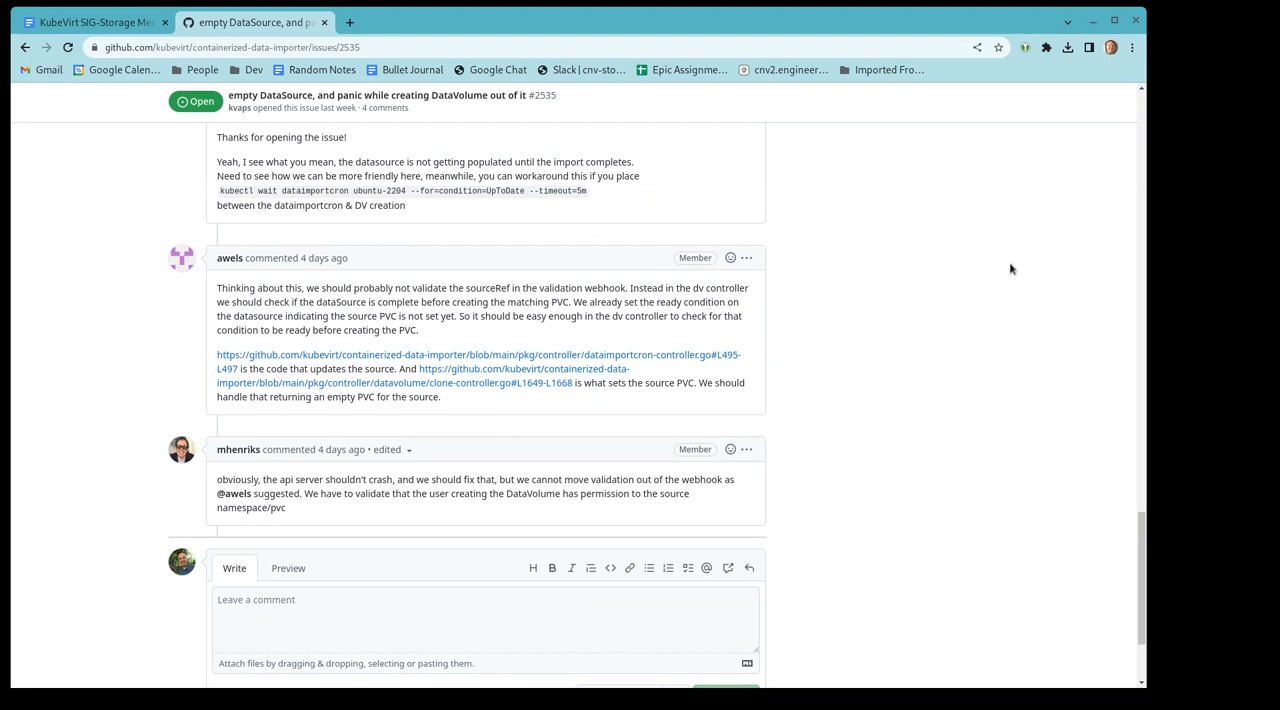 KubeVirt SIG-Storage Me
empty DataSource, and p
github.com/kubevirt/containerized-data-importer/issues/2535
Gmail
Google Calen…
People
Dev
Random Notes
Bullet Journal
Google Chat
Slack | cnv-sto…
Epic Assignme…
cnv2.engineer…
Imported Fro…
Open
empty DataSource, and panic while creating DataVolume out of it #2535
kvaps opened this issue last week · 4 comments
Thanks for opening the issue!
Yeah, I see what you mean, the datasource is not getting populated until the import completes.
Need to see how we can be more friendly here, meanwhile, you can workaround this if you place
kubectl wait dataimportcron ubuntu-2204 --for=condition=UpToDate --timeout=5m
between the dataimportcron & DV creation
awels commented 4 days ago
Member
Thinking about this, we should probably not validate the sourceRef in the validation webhook. Instead in the dv controller
we should check if the dataSource is complete before creating the matching PVC. We already set the ready condition on
the datasource indicating the source PVC is not set yet. So it should be easy enough in the dv controller to check for that
condition to be ready before creating the PVC.
https://github.com/kubevirt/containerized-data-importer/blob/main/pkg/controller/dataimportcron-controller.go#L495-
L497 is the code that updates the source. And https://github.com/kubevirt/containerized-data-
importer/blob/main/pkg/controller/datavolume/clone-controller.go#L1649-L1668 is what sets the source PVC. We should
handle that returning an empty PVC for the source.
mhenriks commented 4 days ago • edited
Member
obviously, the api server shouldn't crash, and we should fix that, but we cannot move validation out of the webhook as
@awels suggested. We have to validate that the user creating the DataVolume has permission to the source
namespace/pvc
Write
Preview
Leave a comment
Attach files by dragging & dropping, selecting or pasting them.